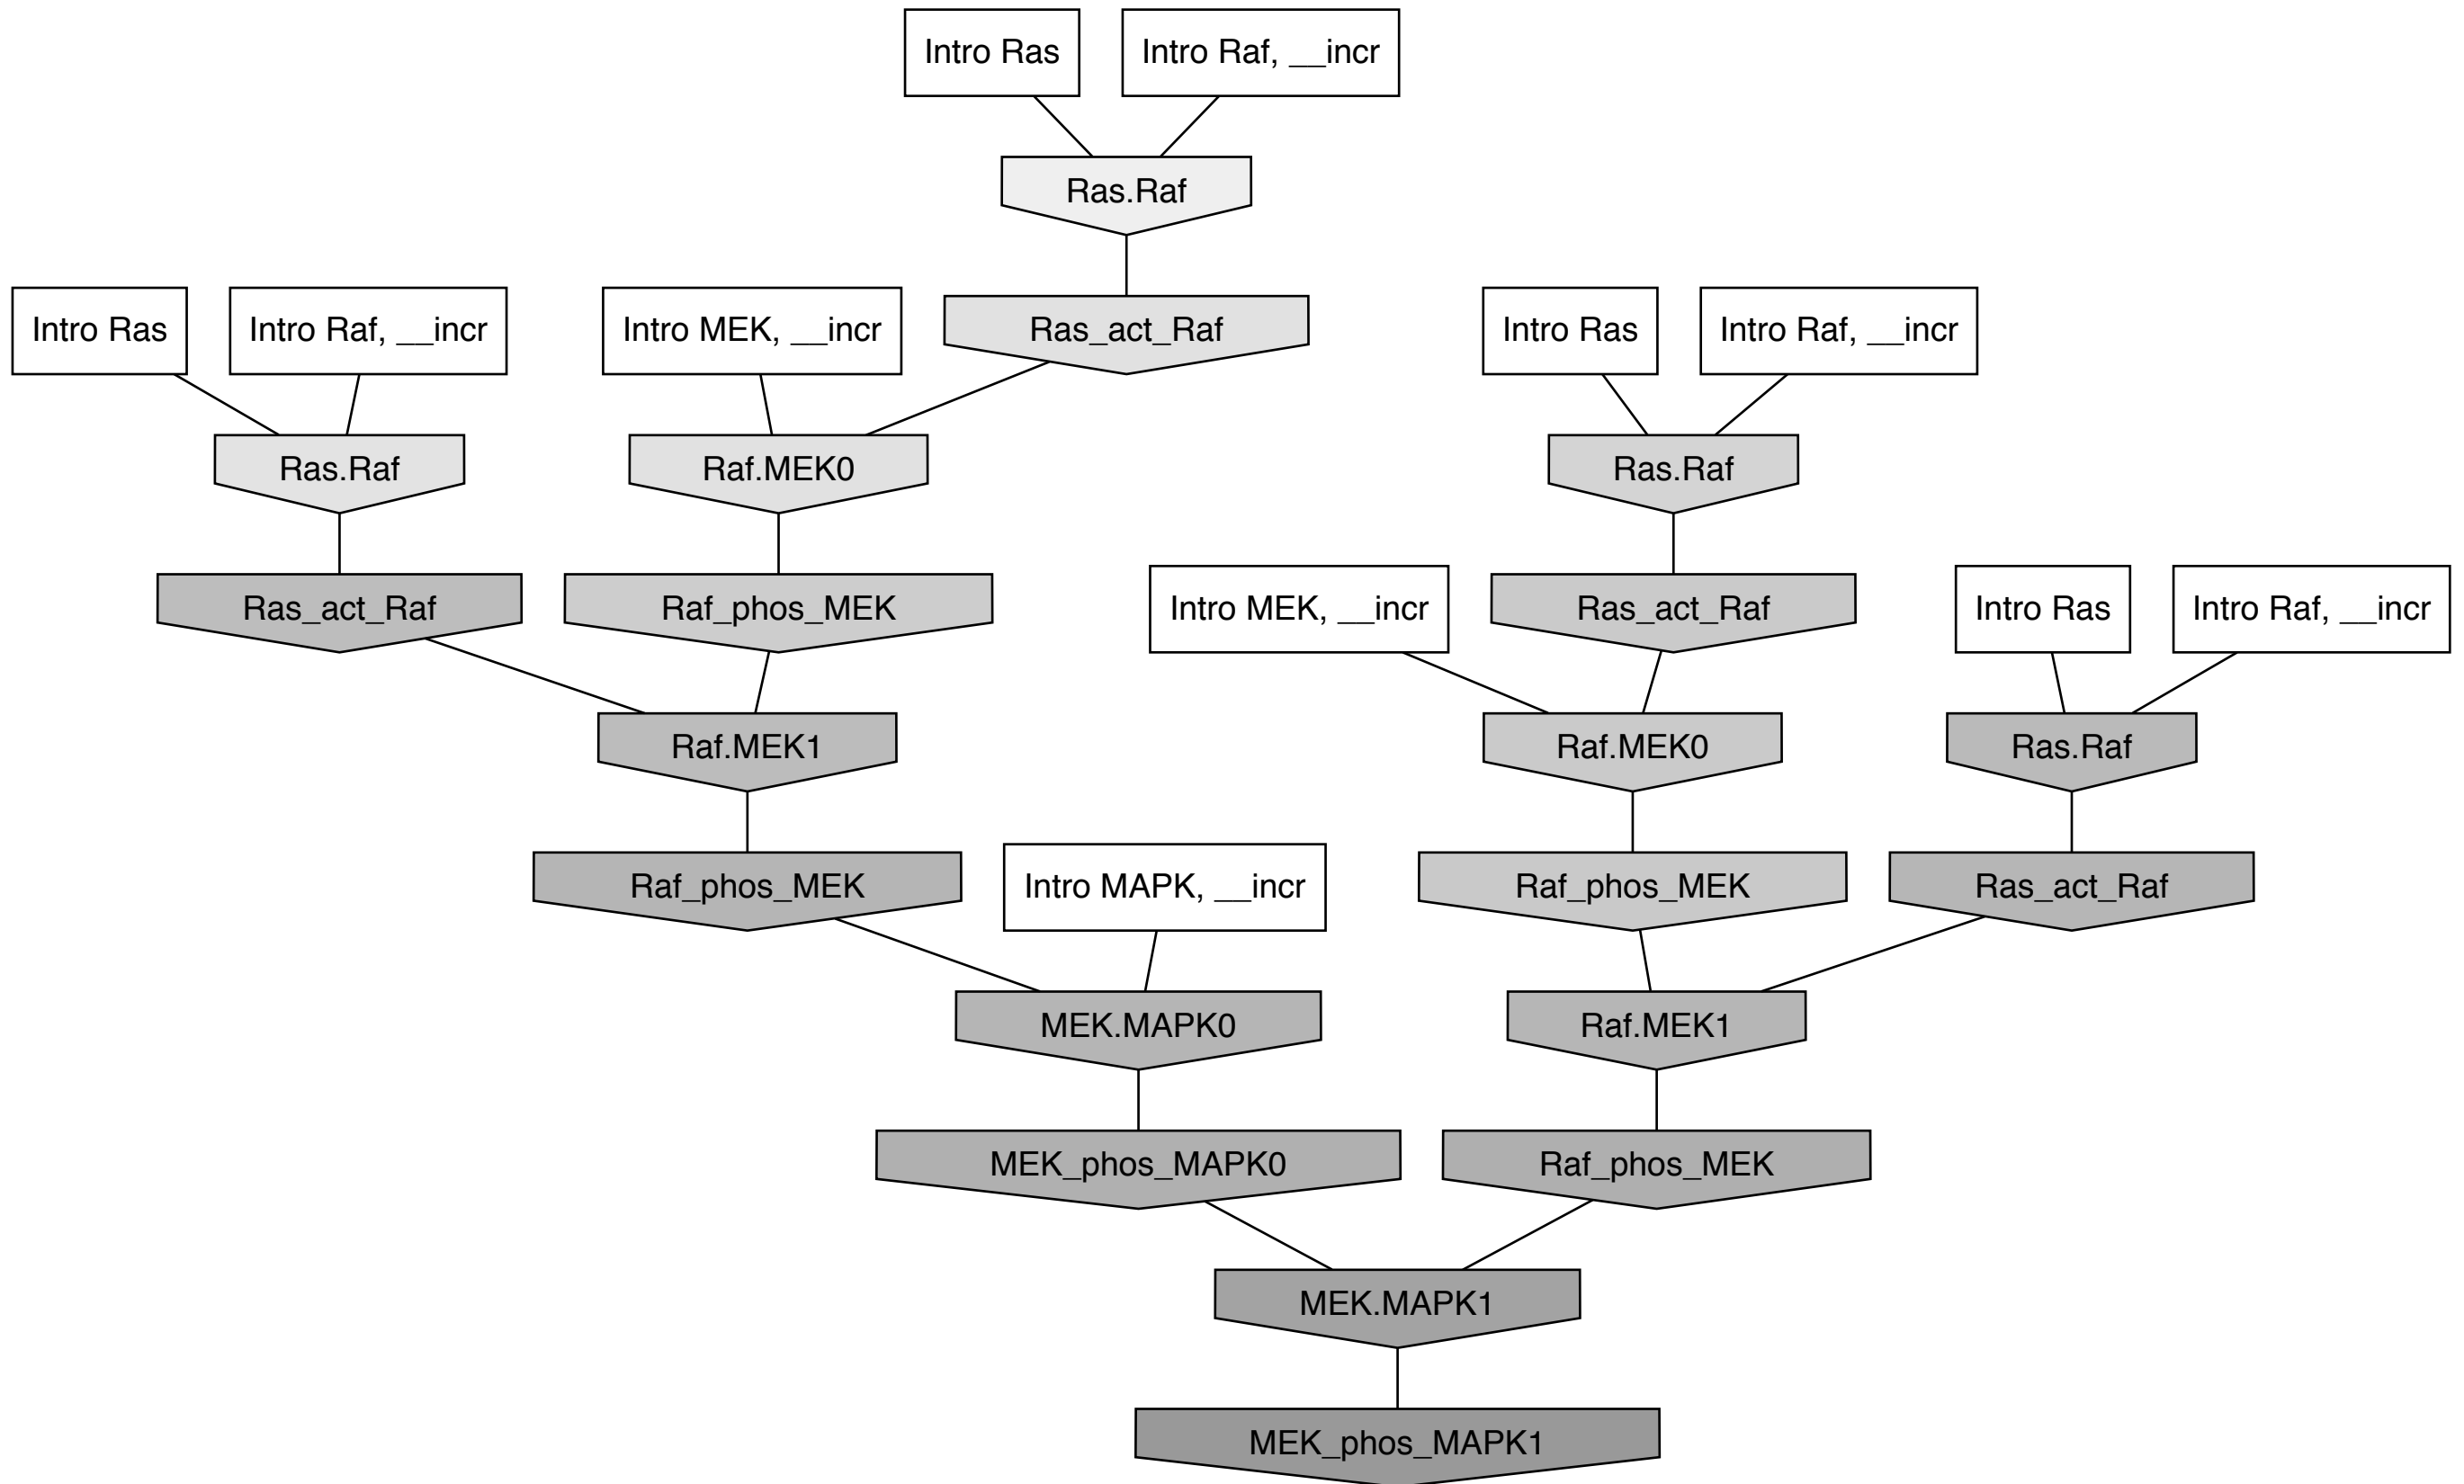 Intro Ras
Intro Raf, __incr
Ras.Raf
Intro Ras
Intro Raf, __incr
Intro MEK, __incr
Ras_act_Raf
Intro Ras
Intro Raf, __incr
Ras.Raf
Raf.MEK0
Ras.Raf
Ras_act_Raf
Raf_phos_MEK
Intro MEK, __incr
Ras_act_Raf
Intro Ras
Intro Raf, __incr
Raf.MEK1
Raf.MEK0
Ras.Raf
Raf_phos_MEK
Intro MAPK, __incr
Raf_phos_MEK
Ras_act_Raf
MEK.MAPK0
Raf.MEK1
MEK_phos_MAPK0
Raf_phos_MEK
MEK.MAPK1
MEK_phos_MAPK1